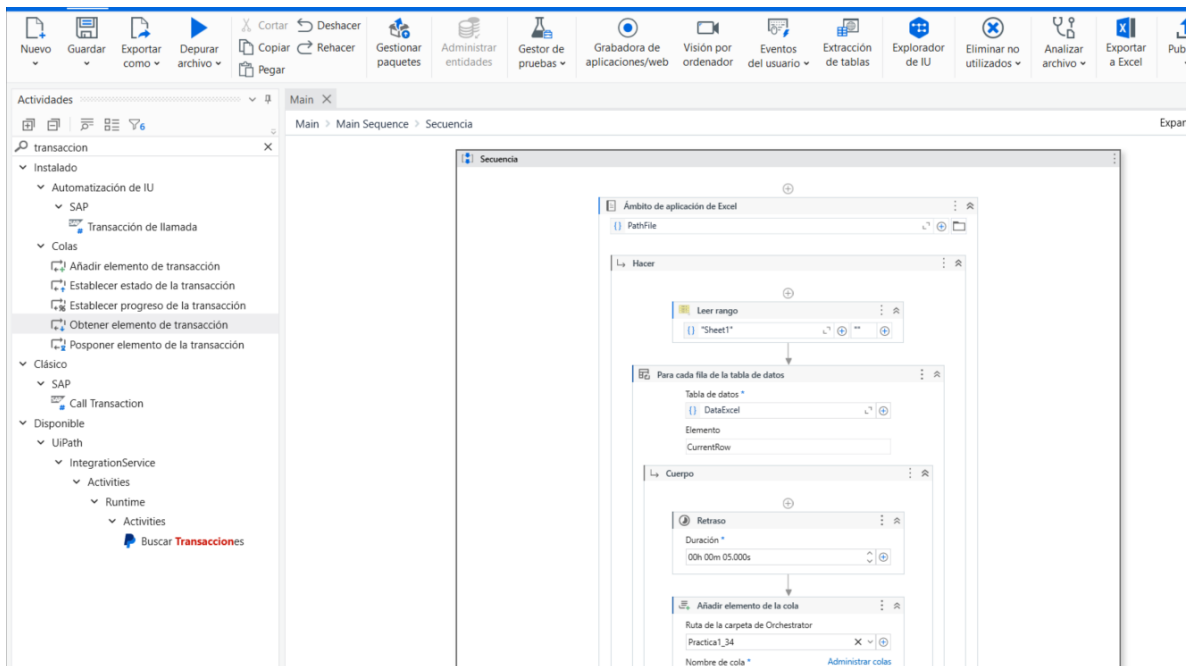 Nuevo
Guardar
Exportar como
Depurar archivo
Cortar
Copiar
Pegar
Deshacer
Rehacer
Gestionar paquetes
Administrar entidades
Gestor de pruebas
Grabadora de aplicaciones/web
Visión por ordenador
Eventos del usuario
Extracción de tablas
Explorador de IU
Eliminar no utilizados
Analizar archivo
Exportar a Excel
Actividades
6
transaccion
Instalado
Automatización de IU
SAP
Transacción de llamada
Colas
Añadir elemento de transacción
Establecer estado de la transacción
Establecer progreso de la transacción
Obtener elemento de transacción
Posponer elemento de la transacción
Clásico
SAP
Call Transaction
Disponible
UiPath
IntegrationService
Activities
Runtime
Activities
Buscar Transacciones
Main
Main > Main Sequence > Secuencia
Secuencia
Ámbito de aplicación de Excel
PathFile
Hacer
Leer rango
"Sheet1" ""
Para cada fila de la tabla de datos
Tabla de datos *
DataExcel
Elemento
CurrentRow
Cuerpo
Retraso
Duración *
00h 00m 05.000s
Añadir elemento de la cola
Ruta de la carpeta de Orchestrator
Practica1_34
Nombre de cola * Administrar colas